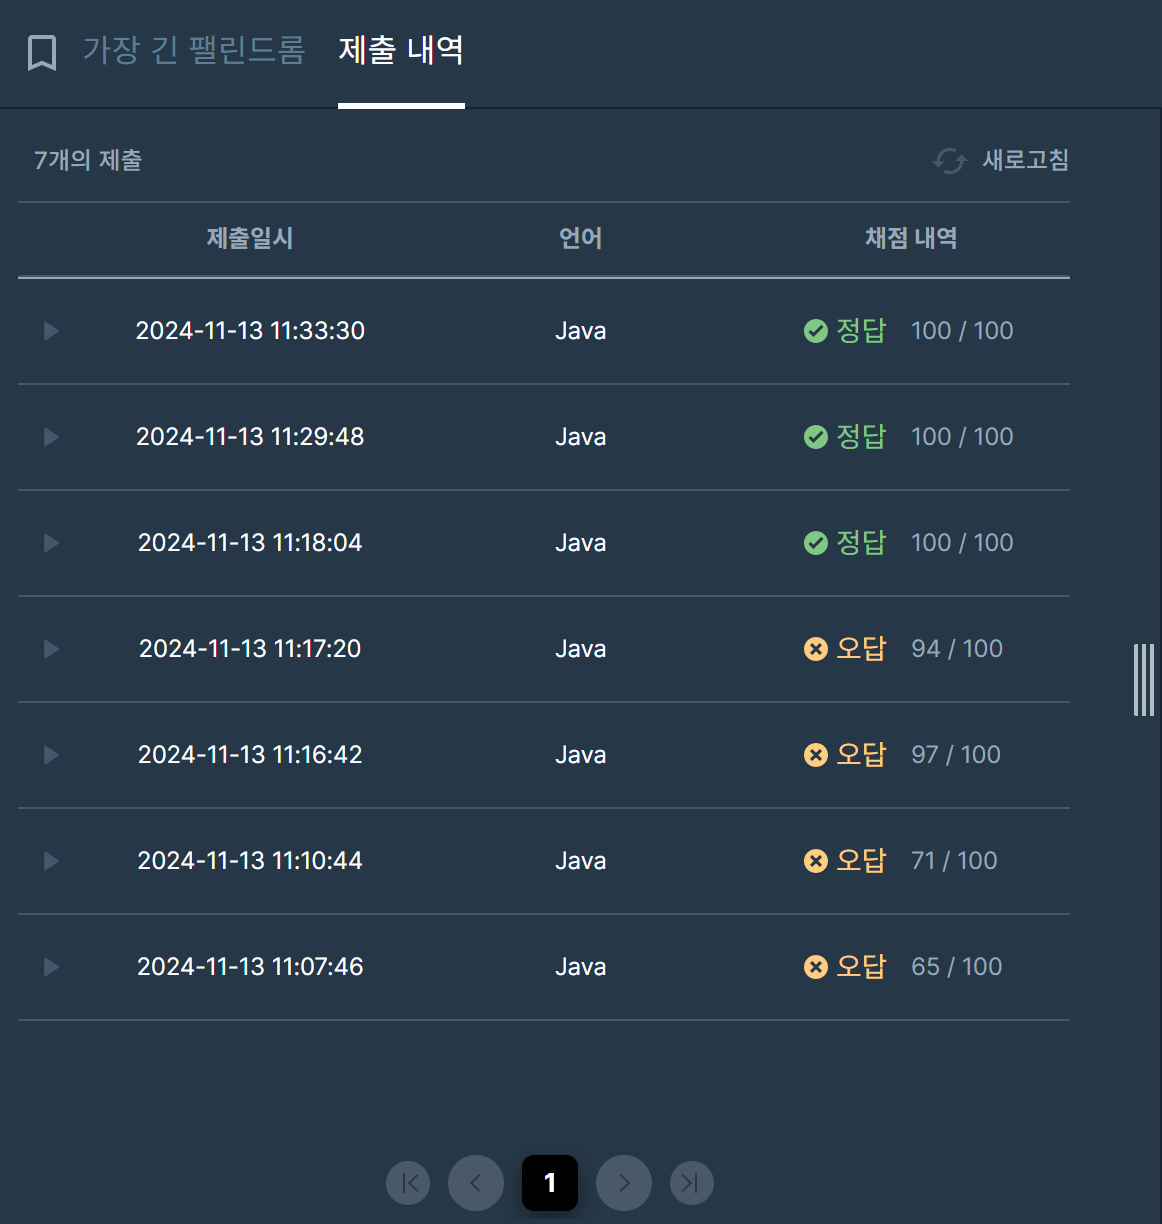 가장 긴 팰린드롬 제출 내역
7개의 제출 새로고침
제출일시 언어 채점 내역
2024-11-13 11:33:30 Java 정답 100 / 100
2024-11-13 11:29:48 Java 정답 100 / 100
2024-11-13 11:18:04 Java 정답 100 / 100
2024-11-13 11:17:20 Java 오답 94 / 100
2024-11-13 11:16:42 Java 오답 97 / 100
2024-11-13 11:10:44 Java 오답 71 / 100
2024-11-13 11:07:46 Java 오답 65 / 100
1